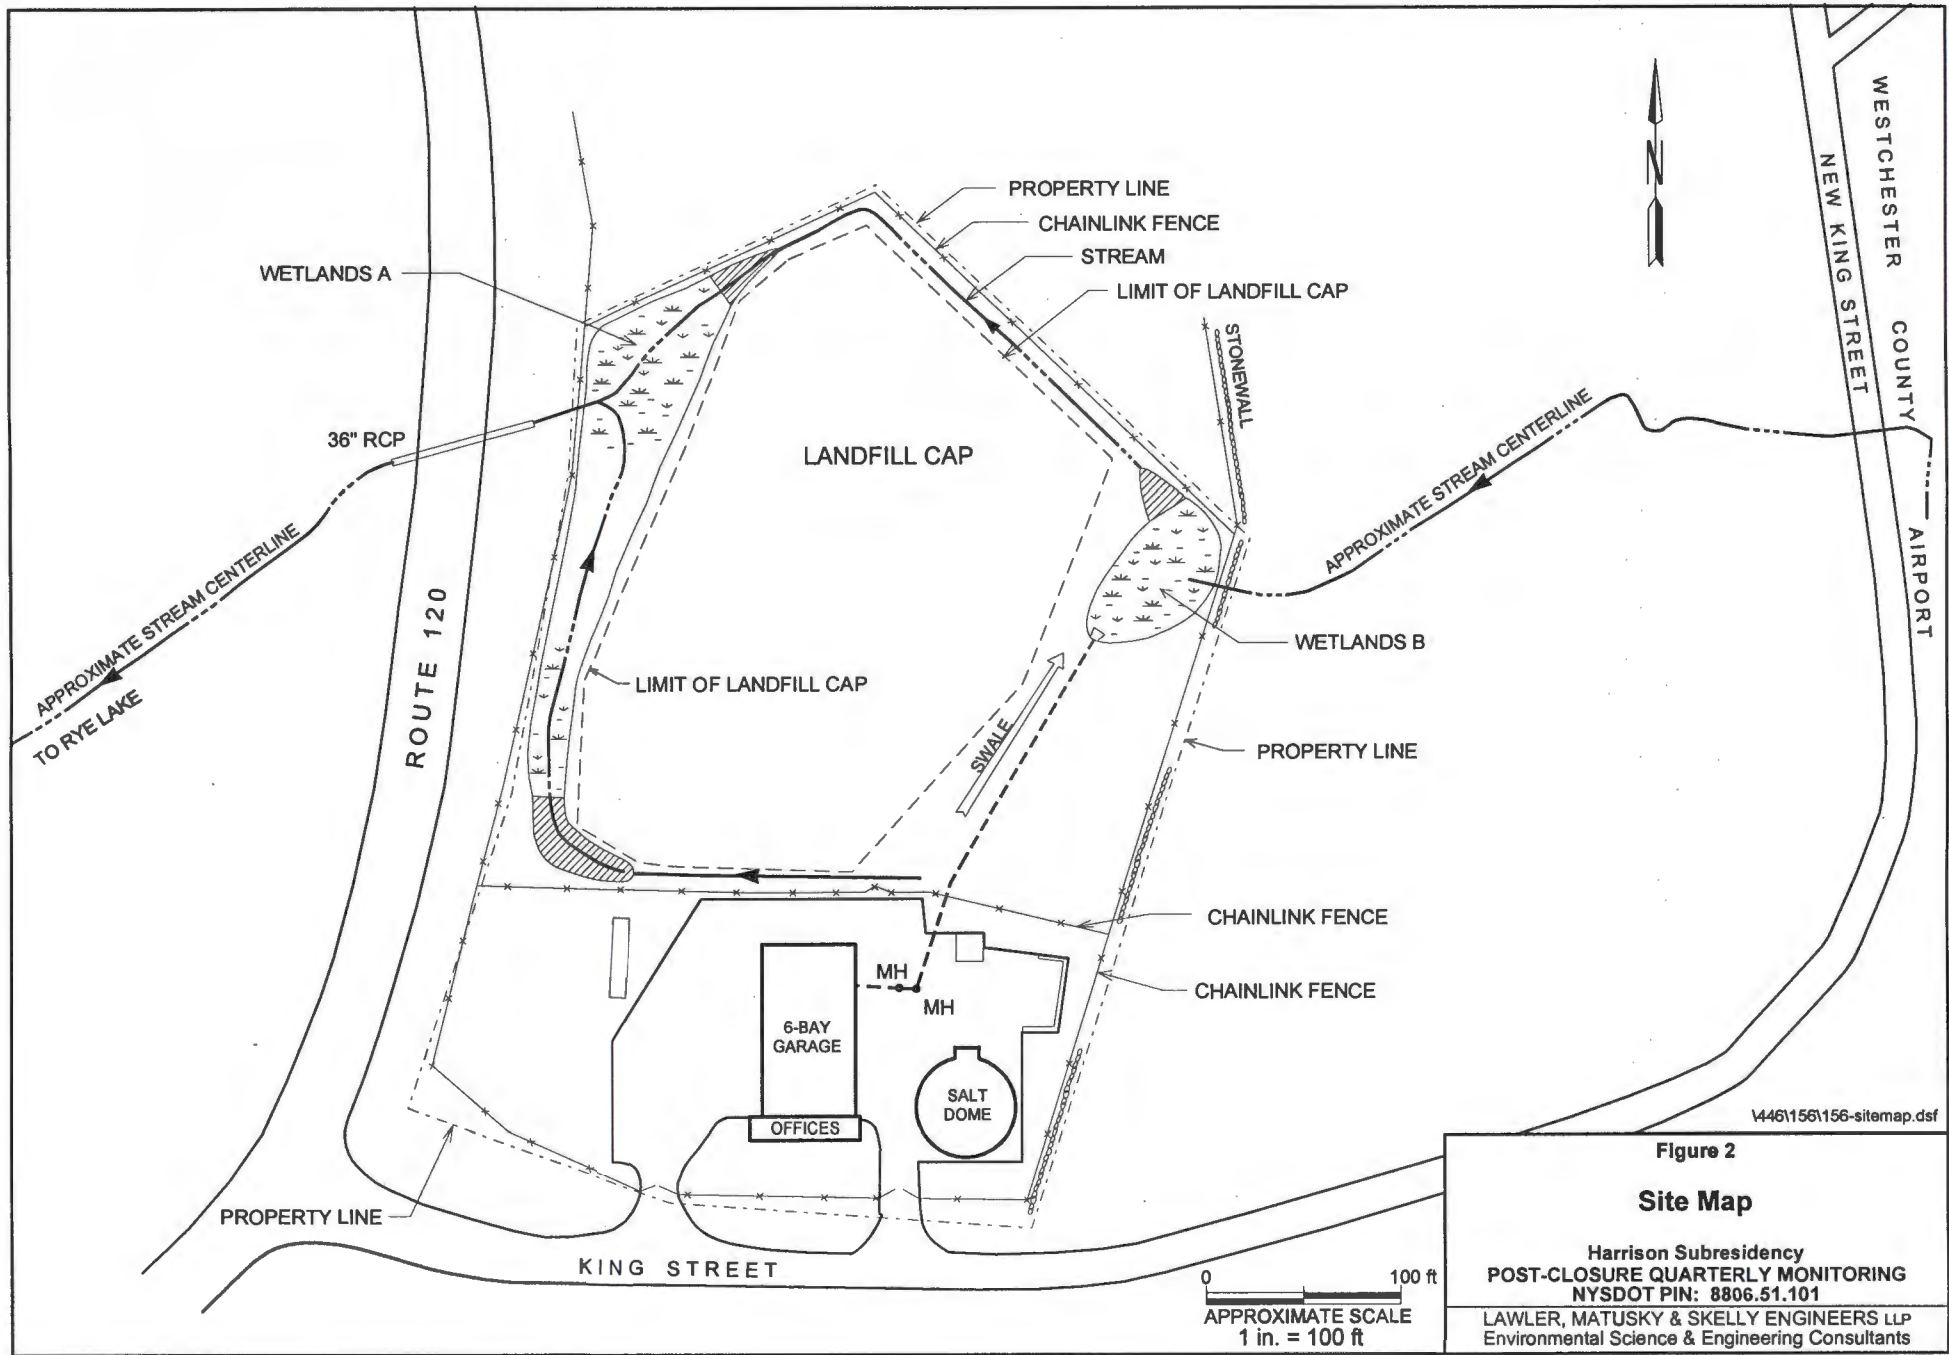 WESTCHESTER COUNTY AIRPORT
NEW KING STREET
N
PROPERTY LINE
CHAINLINK FENCE
STREAM
LIMIT OF LANDFILL CAP
WETLANDS A
STONEWALL
36" RCP
LANDFILL CAP
APPROXIMATE STREAM CENTERLINE
APPROXIMATE STREAM CENTERLINE
TO RYE LAKE
ROUTE 120
WETLANDS B
LIMIT OF LANDFILL CAP
SWALE
PROPERTY LINE
CHAINLINK FENCE
CHAINLINK FENCE
MH
MH
6-BAY
GARAGE
OFFICES
SALT
DOME
PROPERTY LINE
KING STREET
0 100 ft
APPROXIMATE SCALE
1 in. = 100 ft
\446\156\156-sitemap.dsf
Figure 2
Site Map
Harrison Subresidency
POST-CLOSURE QUARTERLY MONITORING
NYSDOT PIN: 8806.51.101
LAWLER, MATUSKY & SKELLY ENGINEERS LLP
Environmental Science & Engineering Consultants